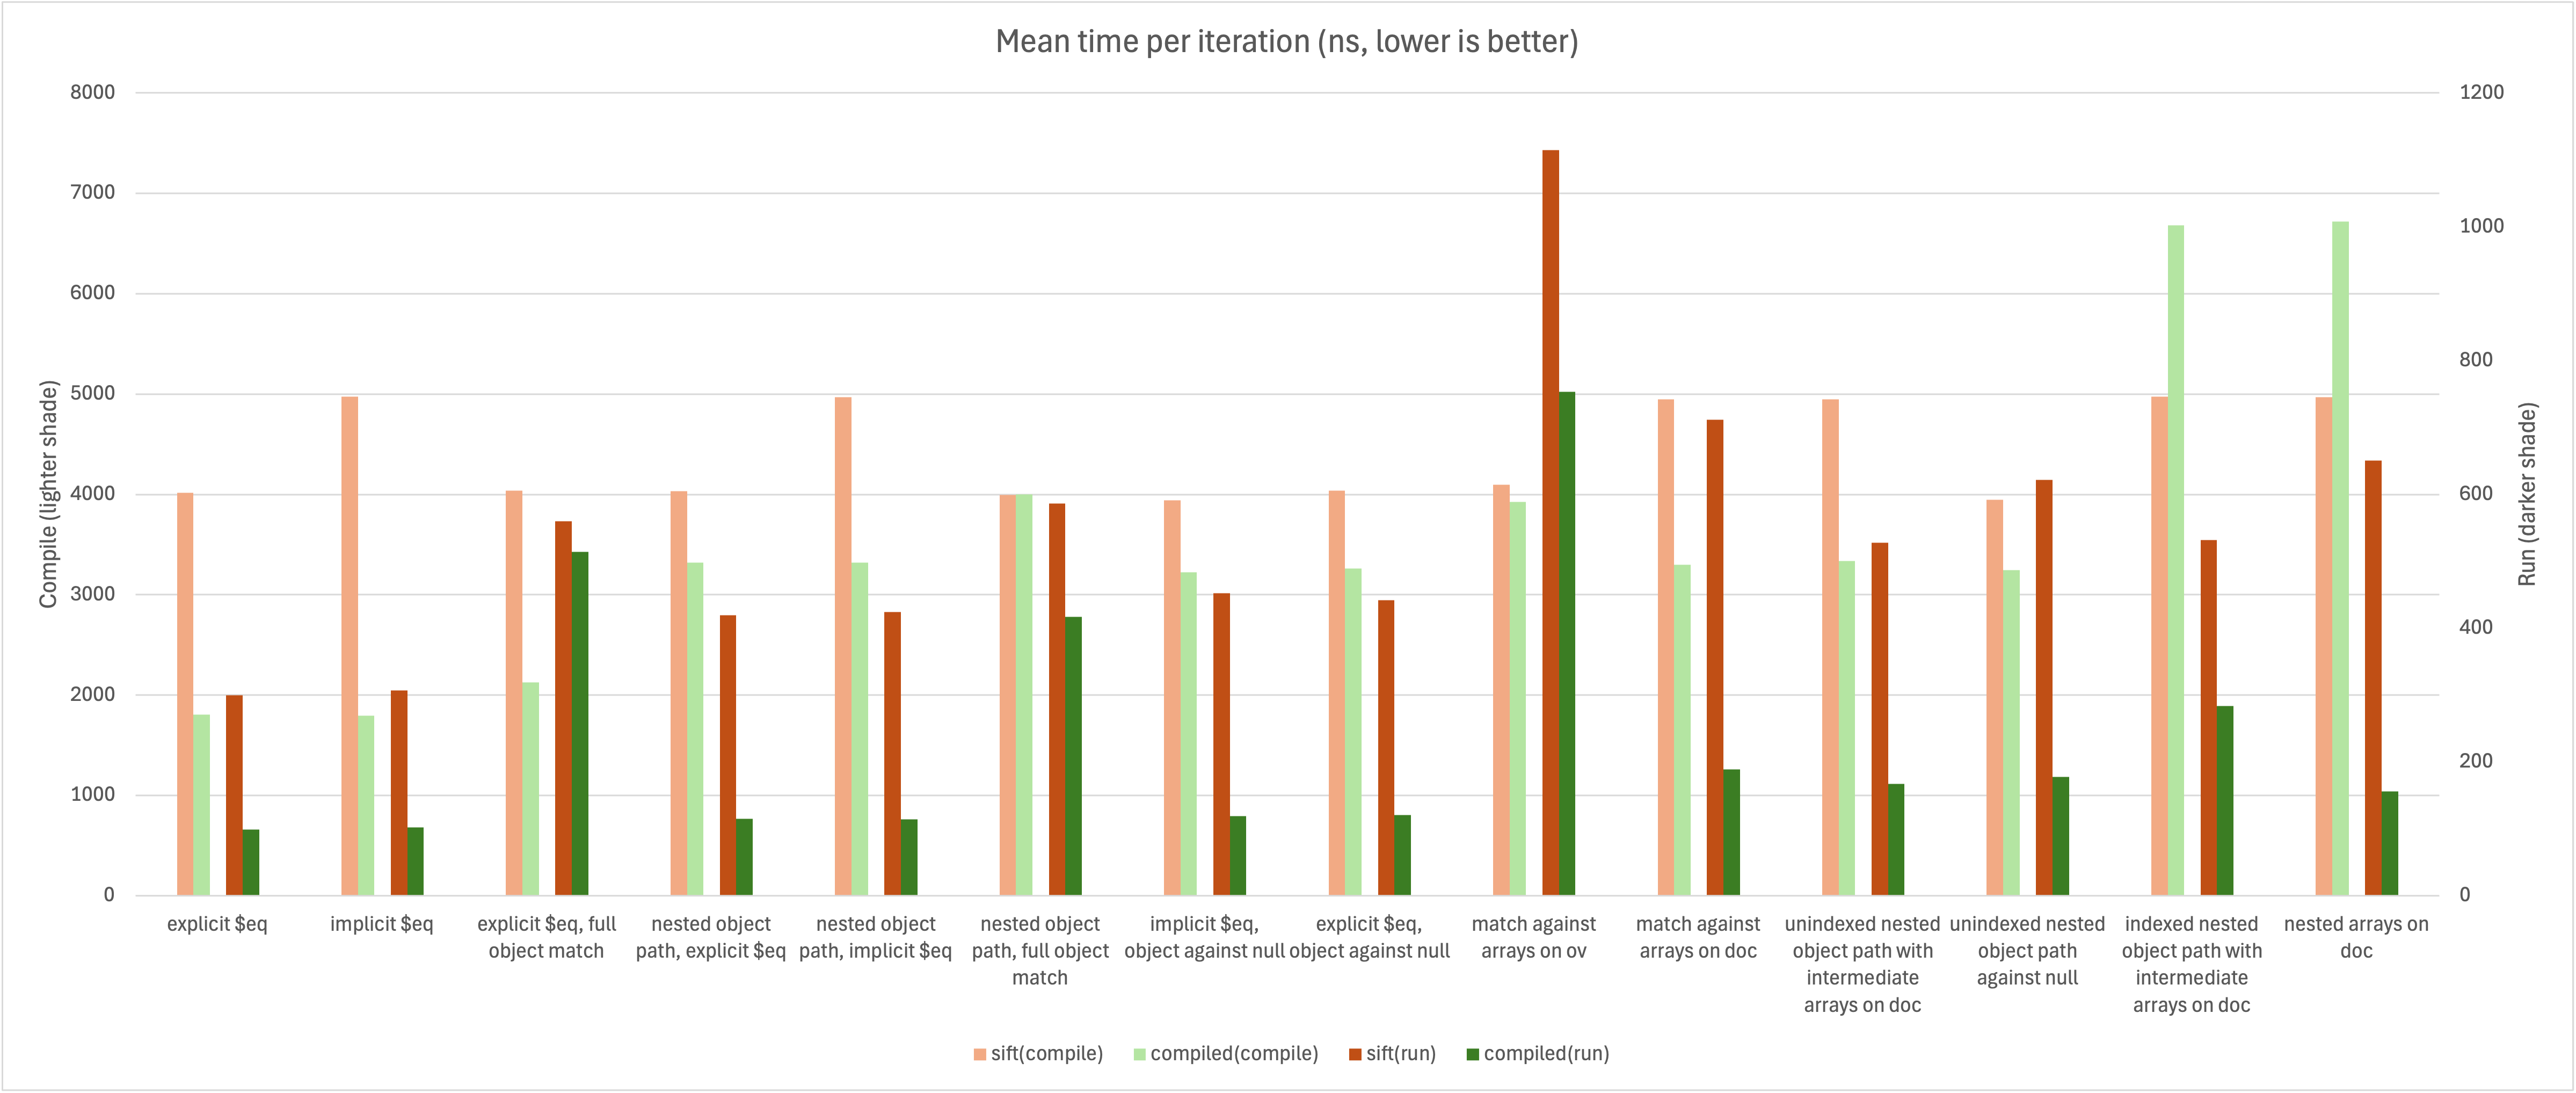 Mean time per iteration (ns, lower is better)
8000
7000
6000
5000
4000
3000
2000
1000
0
Compile (lighter shade)
1200
1000
800
600
400
200
0
Run (darker shade)
explicit $eq
implicit $eq
explicit $eq, full
object match
nested object
path, explicit $eq
nested object
path, implicit $eq
nested object
path, full object
match
implicit $eq,
object against null
explicit $eq,
object against null
match against
arrays on ov
match against
arrays on doc
unindexed nested
object path with
intermediate
arrays on doc
unindexed nested
object path
against null
indexed nested
object path with
intermediate
arrays on doc
nested arrays on
doc
sift(compile)
compiled(compile)
sift(run)
compiled(run)